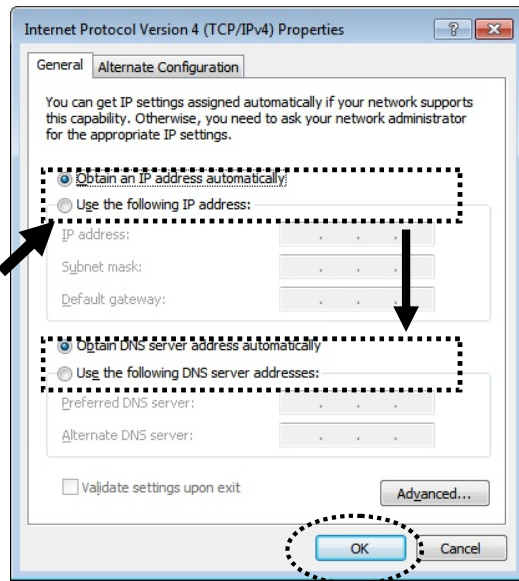 Internet Protocol Version 4 (TCP/IPv4) Properties
General
Alternate Configuration
You can get IP settings assigned automatically if your network supports
this capability. Otherwise, you need to ask your network administrator
for the appropriate IP settings.
Obtain an IP address automatically
Use the following IP address:
IP address:
Subnet mask:
Default gateway:
Obtain DNS server address automatically
Use the following DNS server addresses:
Preferred DNS server:
Alternate DNS server:
Validate settings upon exit
Advanced...
OK
Cancel